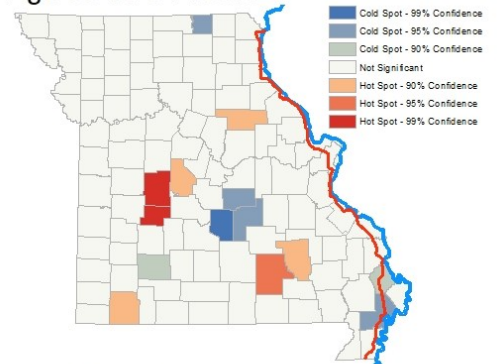 Cold Spot - 99% Confidence
Cold Spot - 95% Confidence
Cold Spot - 90% Confidence
Not Significant
Hot Spot - 90% Confidence
Hot Spot - 95% Confidence
Hot Spot - 99% Confidence